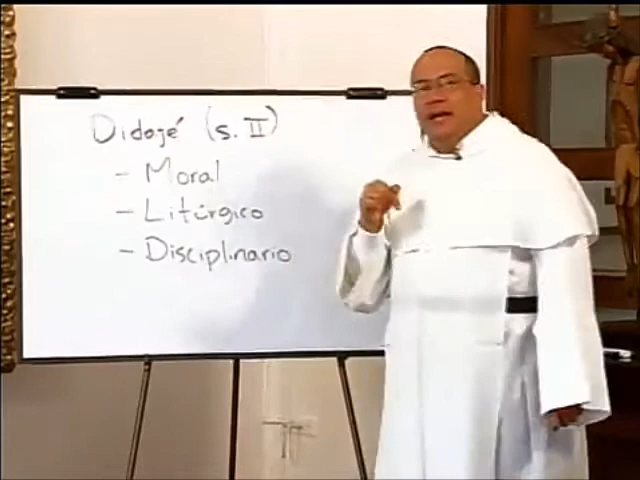 Didajé (s. II)
- Moral
- Litúrgico
- Disciplinario